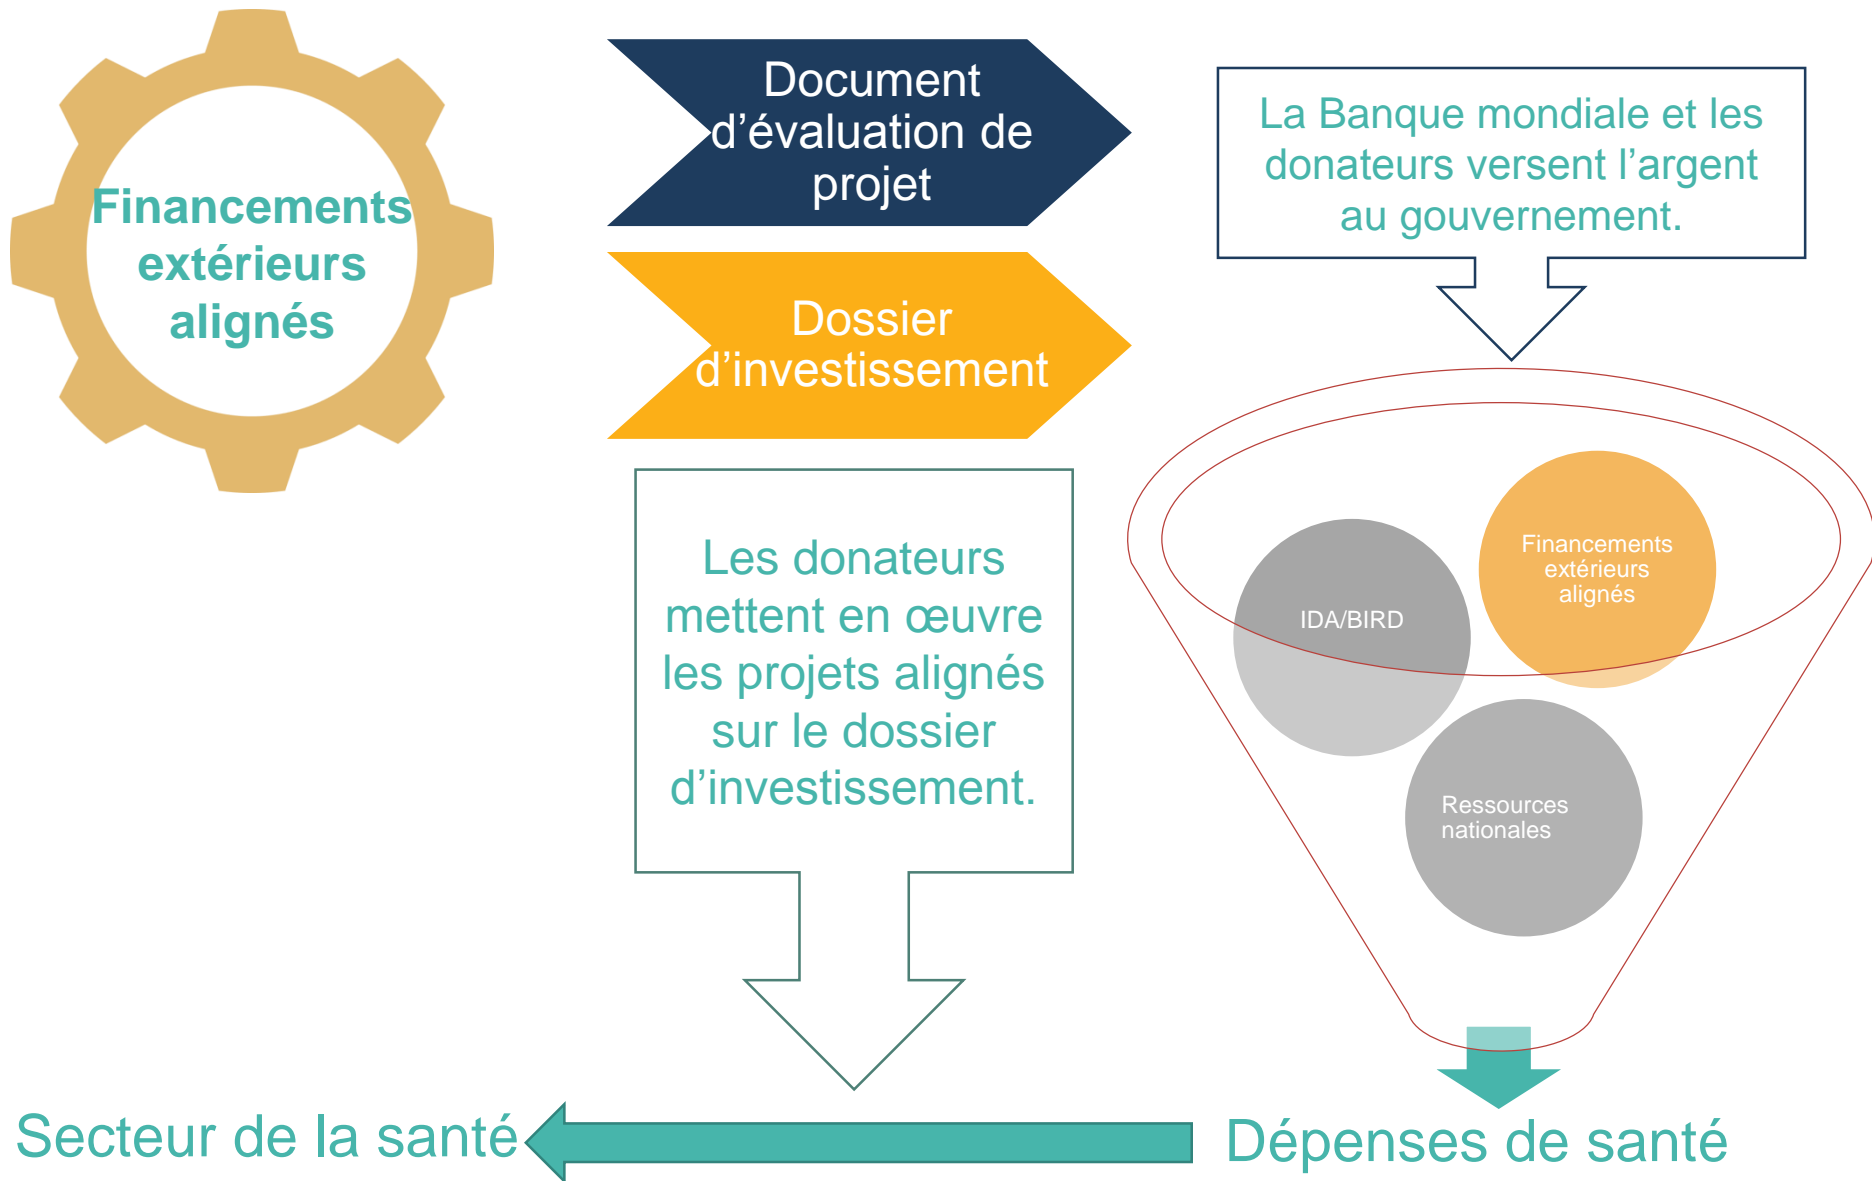 Financements
extérieurs
alignés
Document
d’évaluation de
projet
Dossier
d’investissement
La Banque mondiale et les
donateurs versent l’argent
au gouvernement.
Les donateurs
mettent en œuvre
les projets alignés
sur le dossier
d’investissement.
Financements
extérieurs
alignés
IDA/BIRD
Ressources
nationales
Secteur de la santé
Dépenses de santé